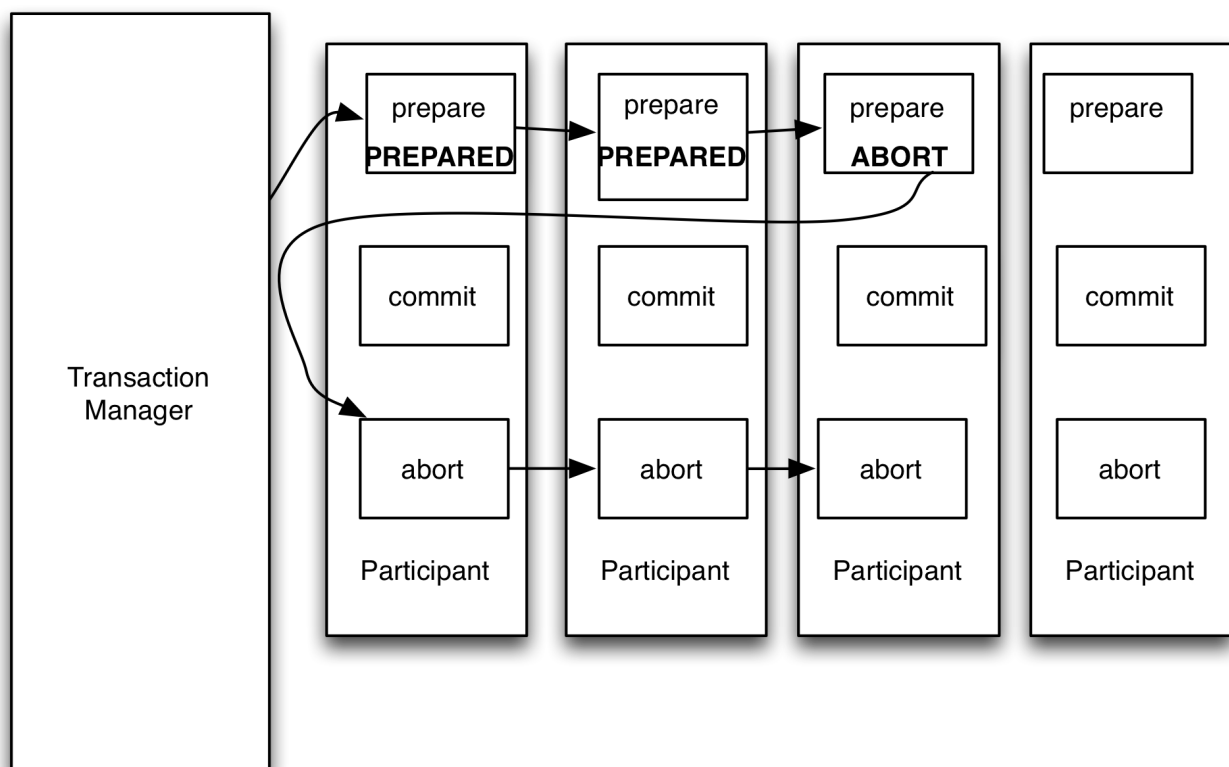 Transaction
Manager
prepare
PREPARED
commit
abort
Participant
prepare
PREPARED
commit
abort
Participant
prepare
ABORT
commit
abort
Participant
prepare
commit
abort
Participant